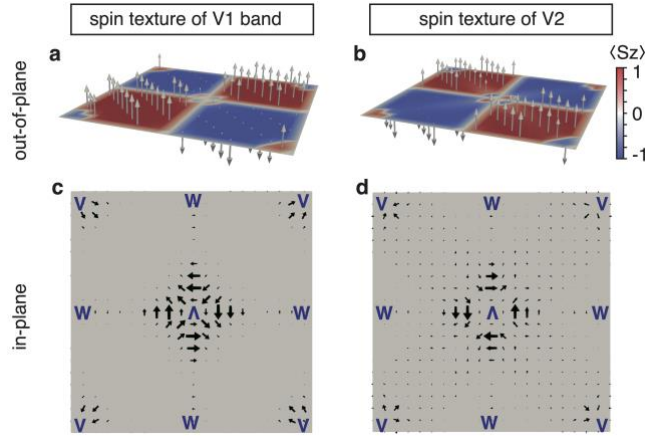 spin texture of V1 band
spin texture of V2
out-of-plane
a
b
⟨Sz⟩
1
0
-1
in-plane
c
d
V W V
W Λ W
V W V
V W V
W Λ W
V W V